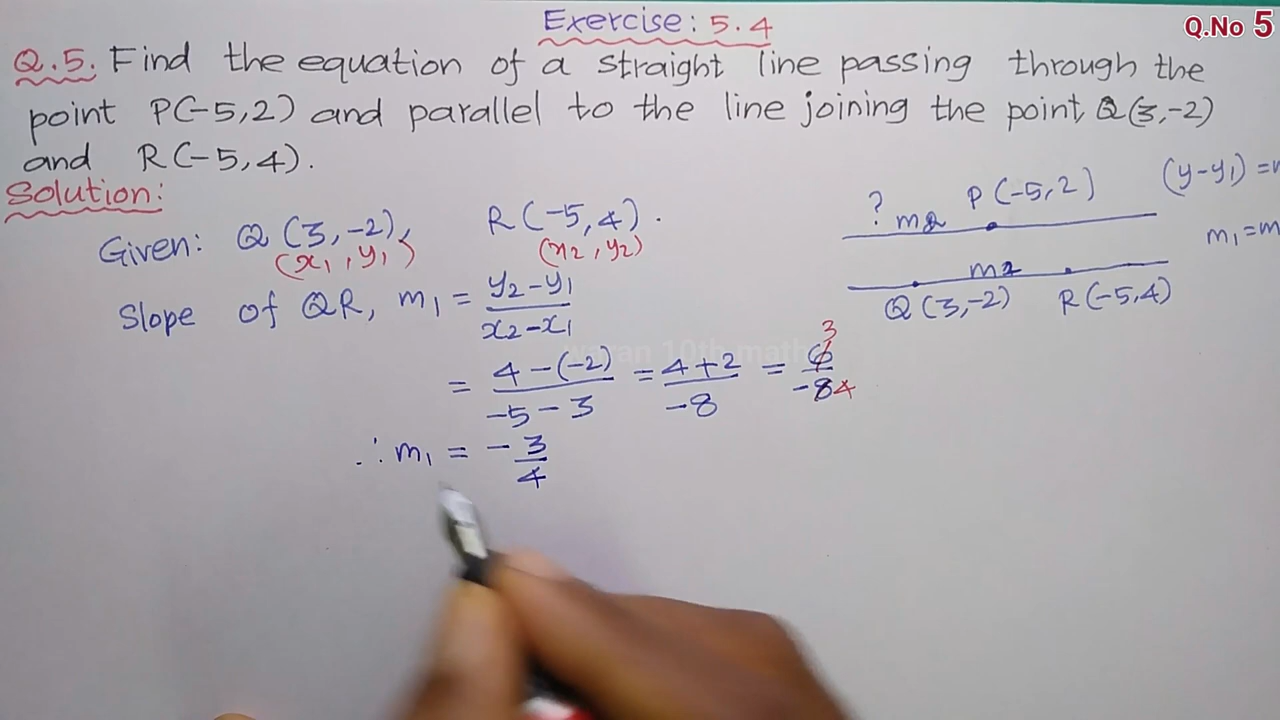 Exercise: 5.4
Q.No 5
Q.5. Find the equation of a straight line passing through the
point P(-5,2) and parallel to the line joining the point, Q(3,-2)
and R(-5,4).
Solution:
Given: Q(3,-2), R(-5,4).
(x₁, y₁) (x₂, y₂)
Slope of QR, m₁ = y₂-y₁ / x₂-x₁
= 4-(-2) / -5-3 = 4+2 / -8 = 6 3 / -8 4
∴ m₁ = - 3/4
? m₂ P(-5,2)
(y-y₁) =
m₁ = m
Q(3,-2) R(-5,4)